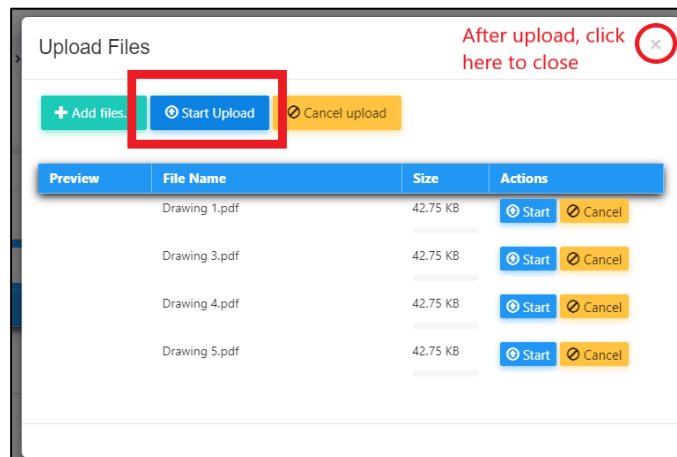 Upload Files
After upload, click
here to close
×
+ Add files.
Start Upload
Cancel upload
Preview File Name Size Actions
Drawing 1.pdf 42.75 KB Start Cancel
Drawing 3.pdf 42.75 KB Start Cancel
Drawing 4.pdf 42.75 KB Start Cancel
Drawing 5.pdf 42.75 KB Start Cancel